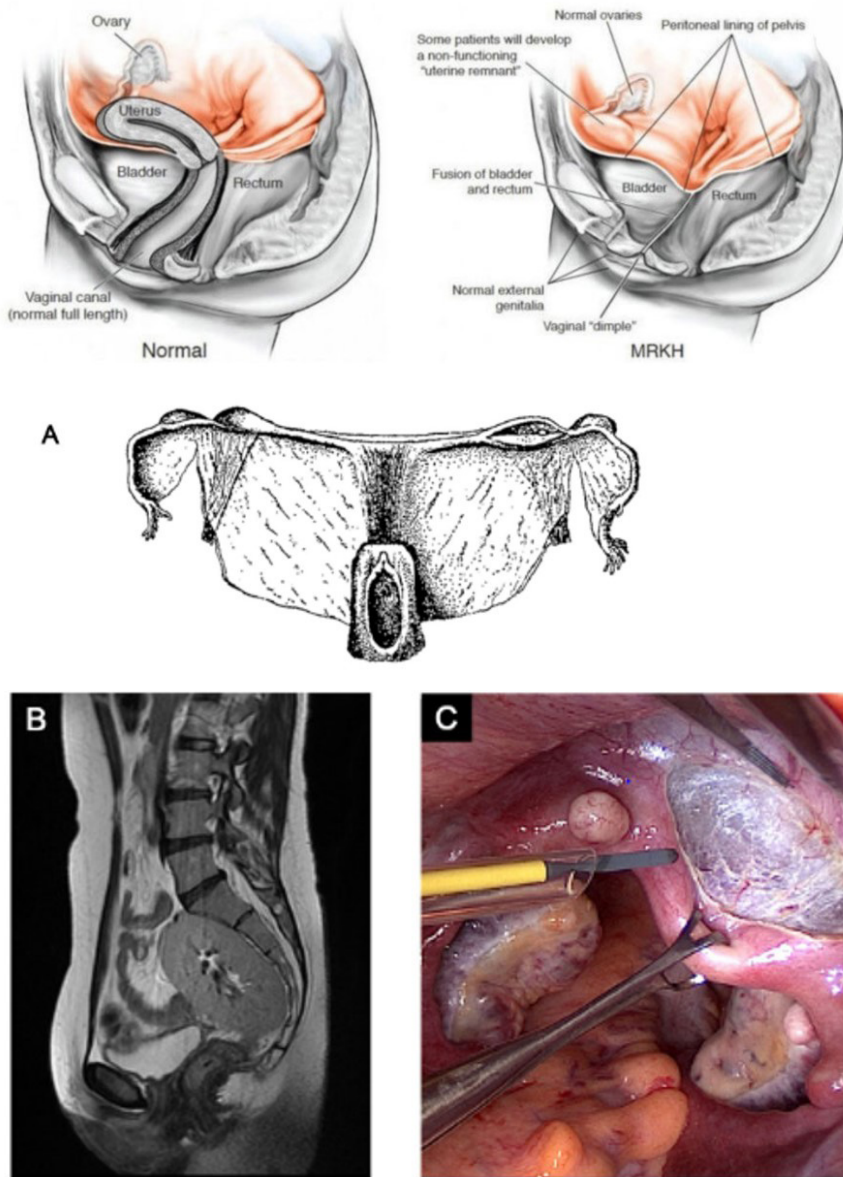 Ovary
Uterus
Bladder
Rectum
Vaginal canal
(normal full length)
Normal
Normal ovaries
Some patients will develop
a non-functioning
"uterine remnant"
Peritoneal lining of pelvis
Fusion of bladder
and rectum
Bladder
Rectum
Normal external
genitalia
Vaginal "dimple"
MRKH
A
B
C